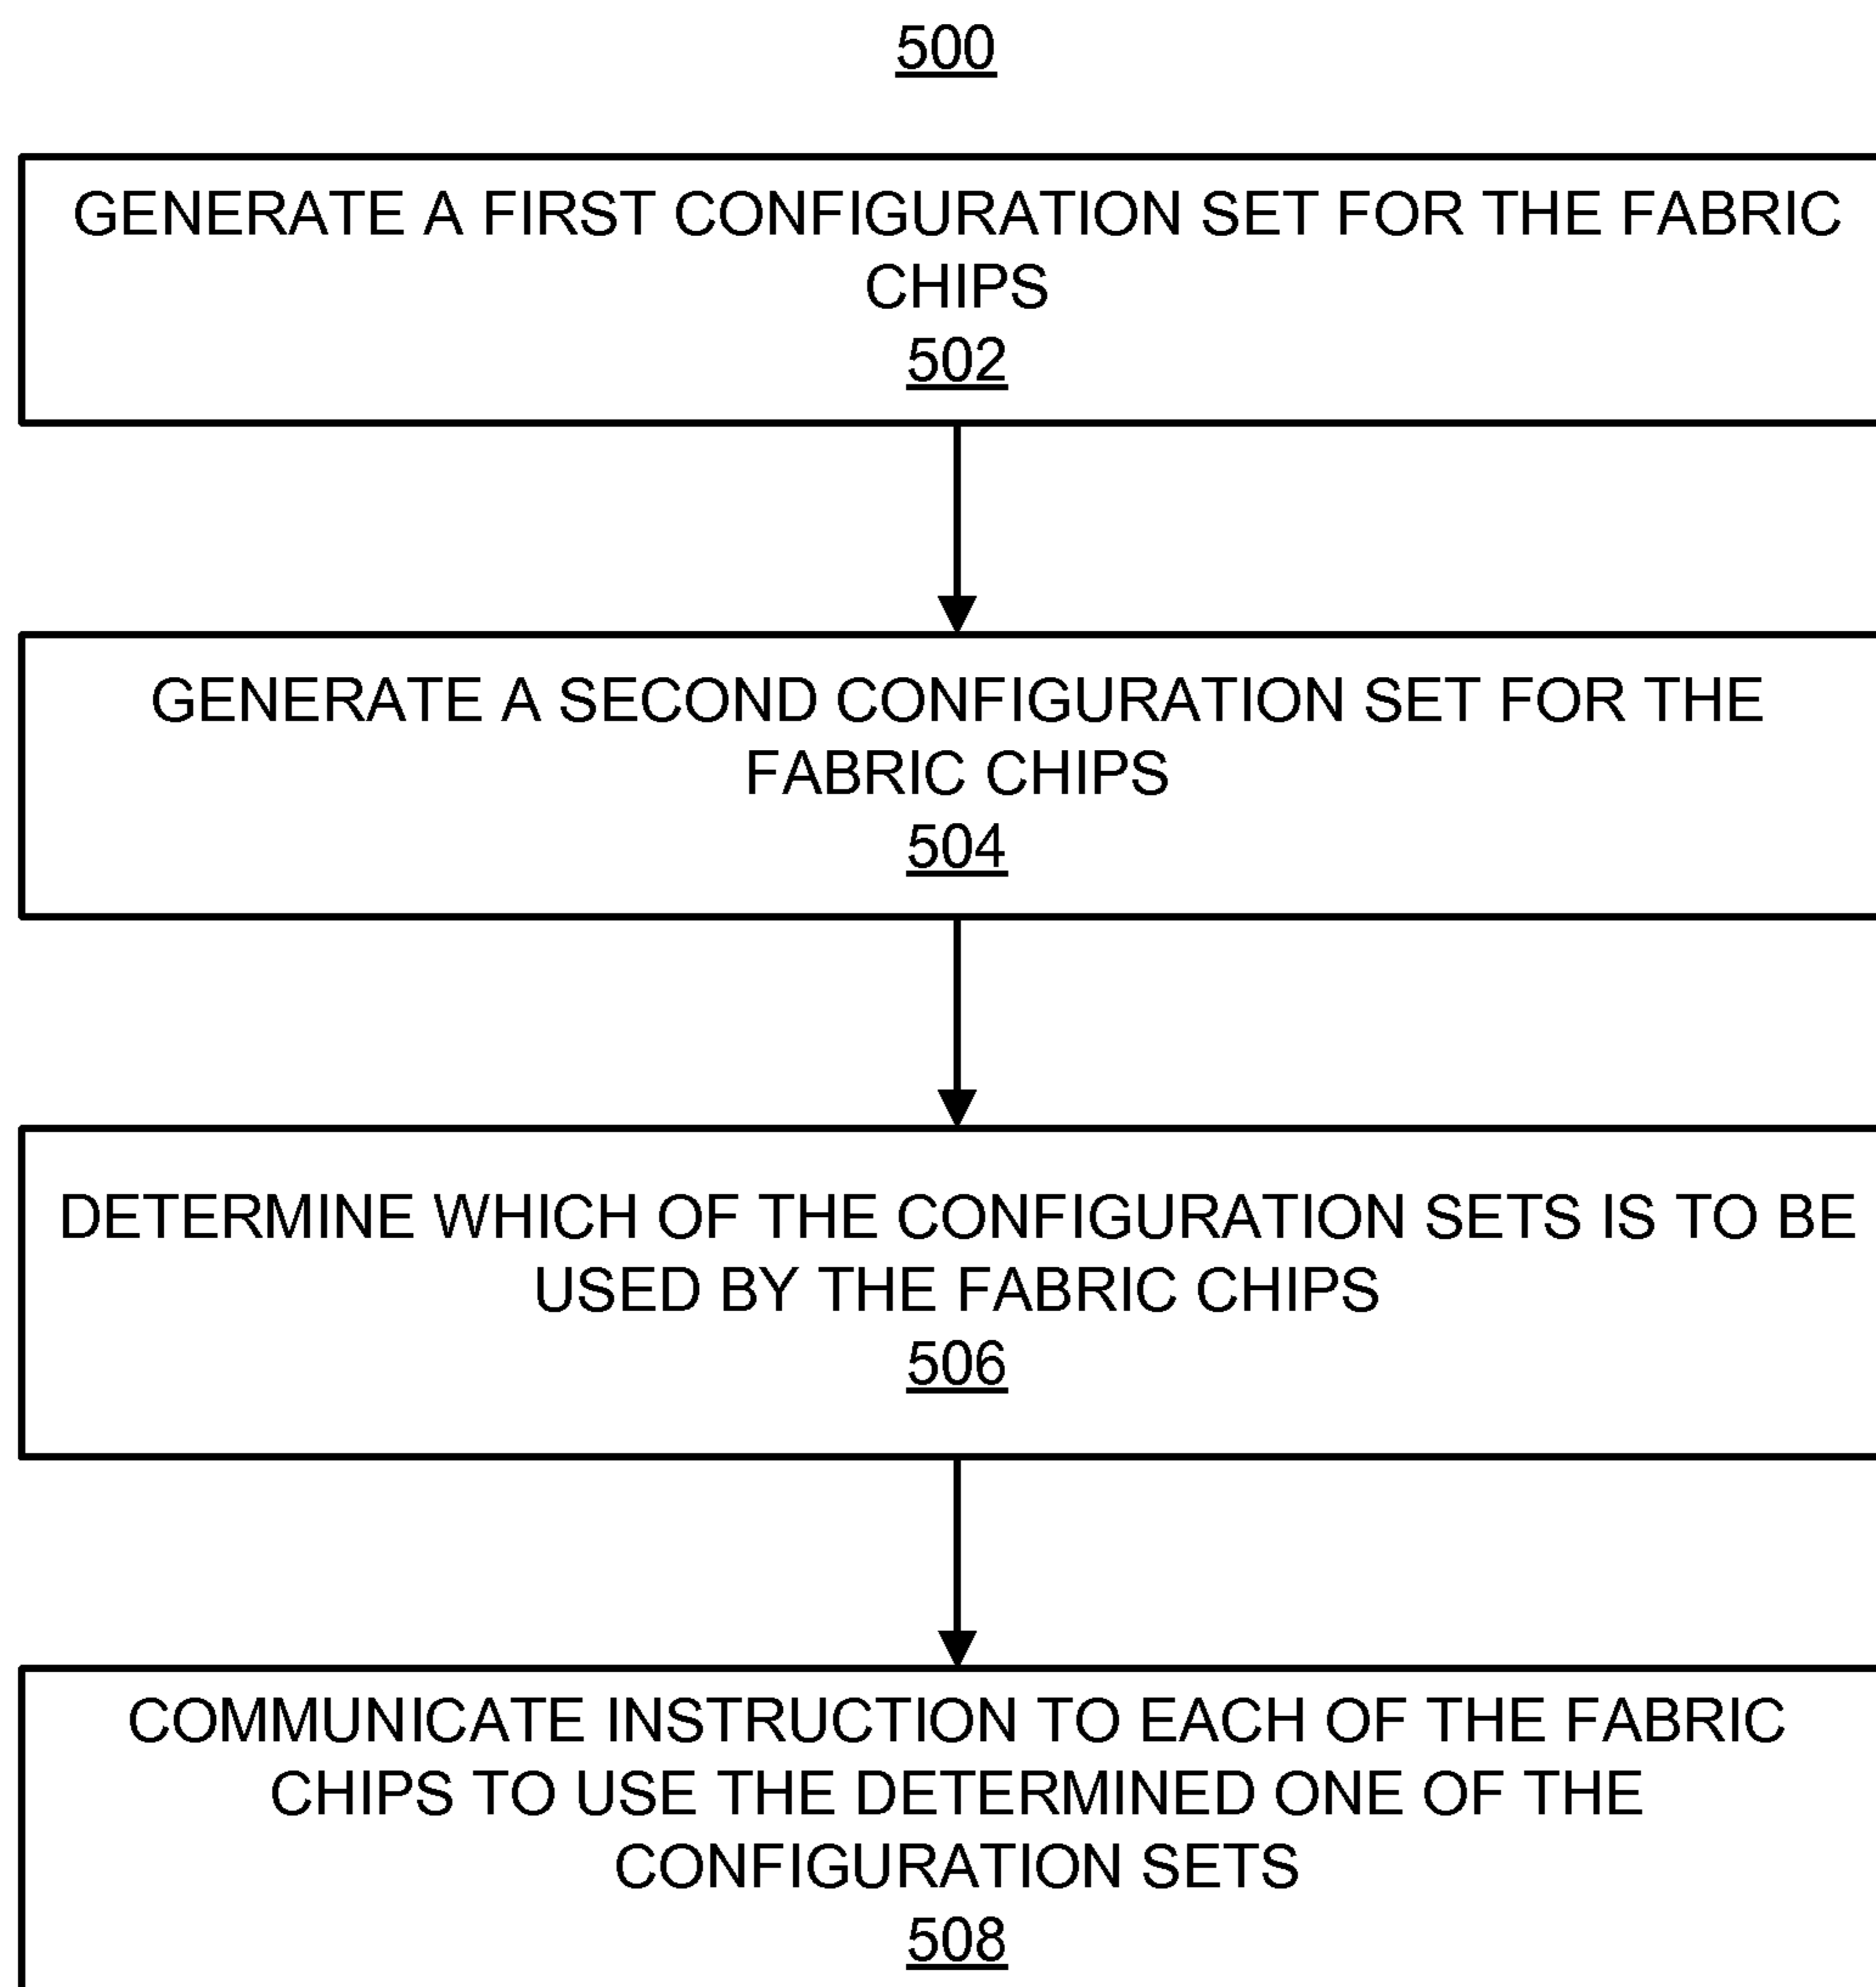 500
GENERATE A FIRST CONFIGURATION SET FOR THE FABRIC
CHIPS
502
GENERATE A SECOND CONFIGURATION SET FOR THE
FABRIC CHIPS
504
DETERMINE WHICH OF THE CONFIGURATION SETS IS TO BE
USED BY THE FABRIC CHIPS
506
COMMUNICATE INSTRUCTION TO EACH OF THE FABRIC
CHIPS TO USE THE DETERMINED ONE OF THE
CONFIGURATION SETS
508